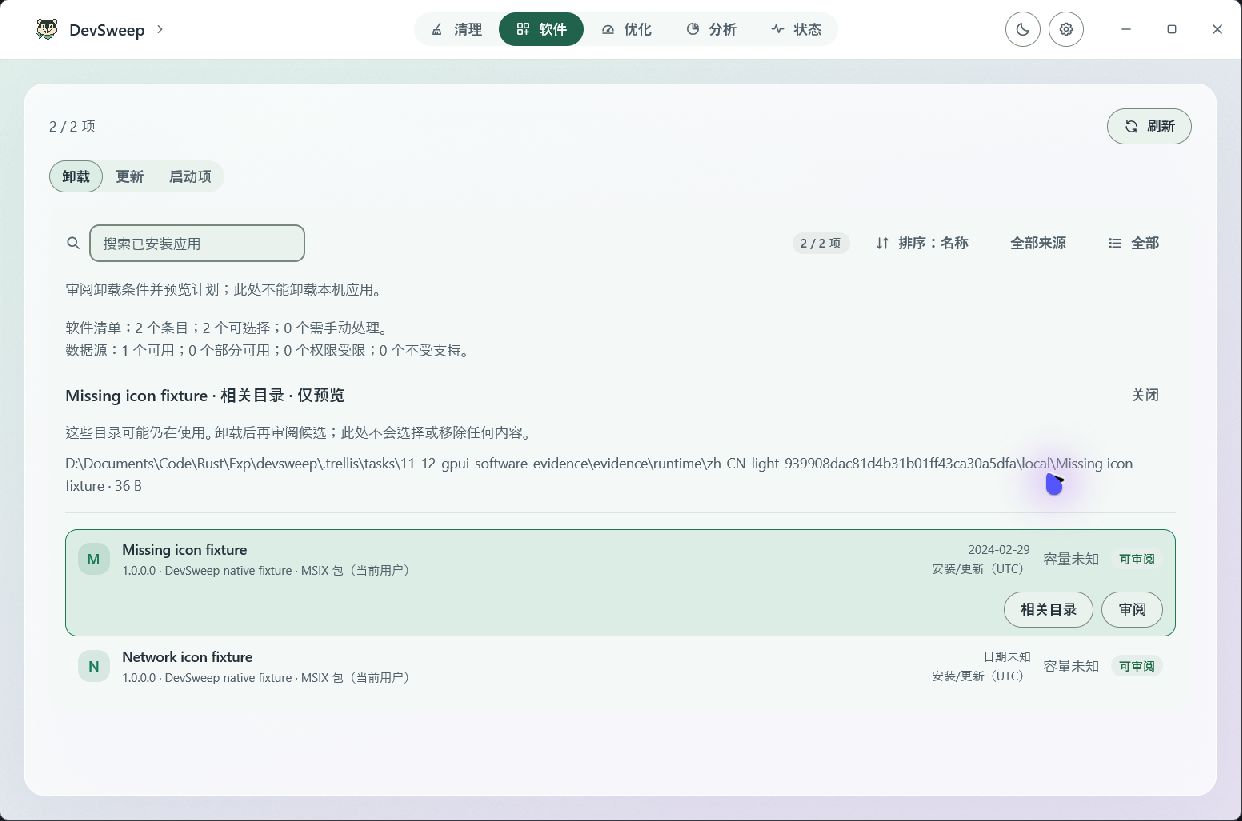 DevSweep
清理
软件
优化
分析
状态
2 / 2 项
刷新
卸载
更新
启动项
搜索已安装应用
2 / 2 项
排序：名称
全部来源
全部
审阅卸载条件并预览计划；此处不能卸载本机应用。
软件清单：2 个条目；2 个可选择；0 个需手动处理。
数据源：1 个可用；0 个部分可用；0 个权限受限；0 个不受支持。
Missing icon fixture · 相关目录 · 仅预览
关闭
这些目录可能仍在使用。卸载后再审阅候选；此处不会选择或移除任何内容。
D:\Documents\Code\Rust\Exp\devsweep\.trellis\tasks\11-12-gpui-software-evidence\evidence\runtime\zh-CN-light-939908dac81d4b31b01ff43ca30a5dfa\local\Missing icon
fixture · 36 B
M
Missing icon fixture
1.0.0.0 · DevSweep native fixture · MSIX 包（当前用户）
2024-02-29
安装/更新（UTC）
容量未知
可审阅
相关目录
审阅
N
Network icon fixture
1.0.0.0 · DevSweep native fixture · MSIX 包（当前用户）
日期未知
安装/更新（UTC）
容量未知
可审阅